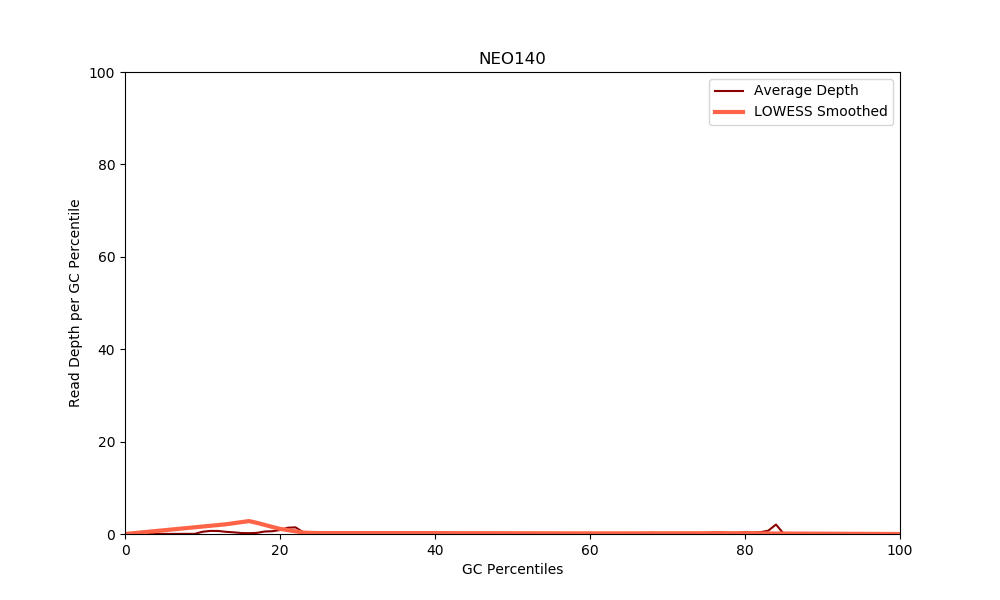 NEO140
Average Depth
LOWESS Smoothed
100
80
60
40
20
0
Read Depth per GC Percentile
0 20 40 60 80 100
GC Percentiles